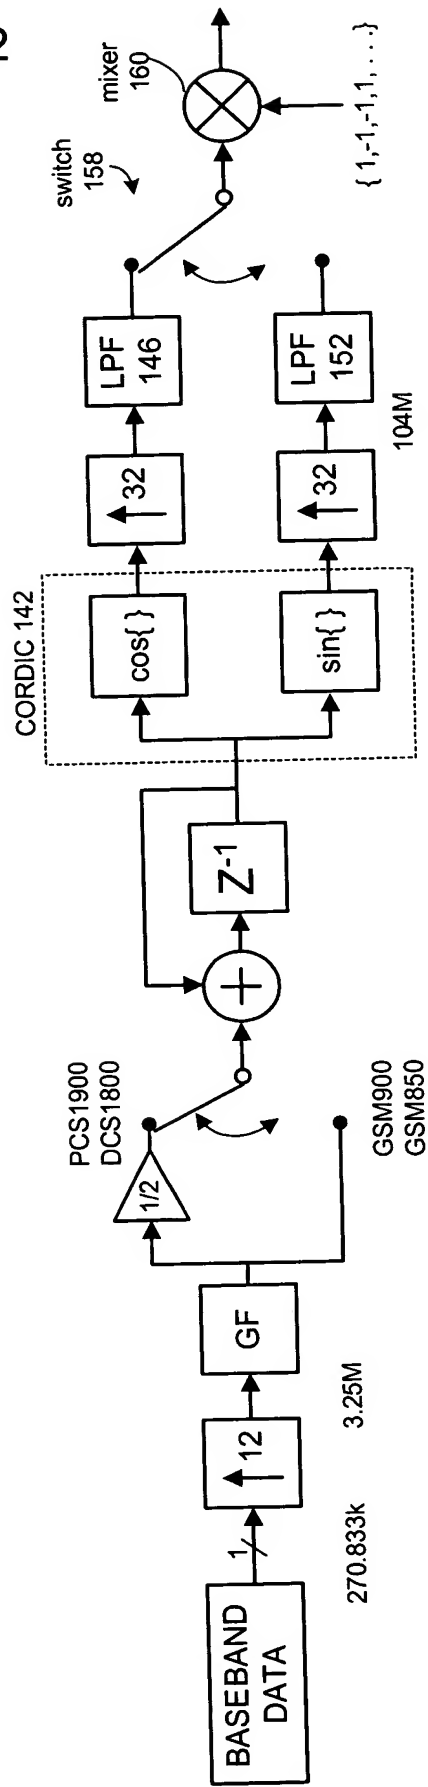 BASEBAND
DATA
1
270.833k
12
3.25M
GF
1/2
PCS1900
DCS1800
GSM900
GSM850
+
Z-1
CORDIC 142
cos{ }
sin{ }
32
32
104M
LPF
146
LPF
152
switch
158
mixer
160
{ 1,-1,-1,1, . . .}